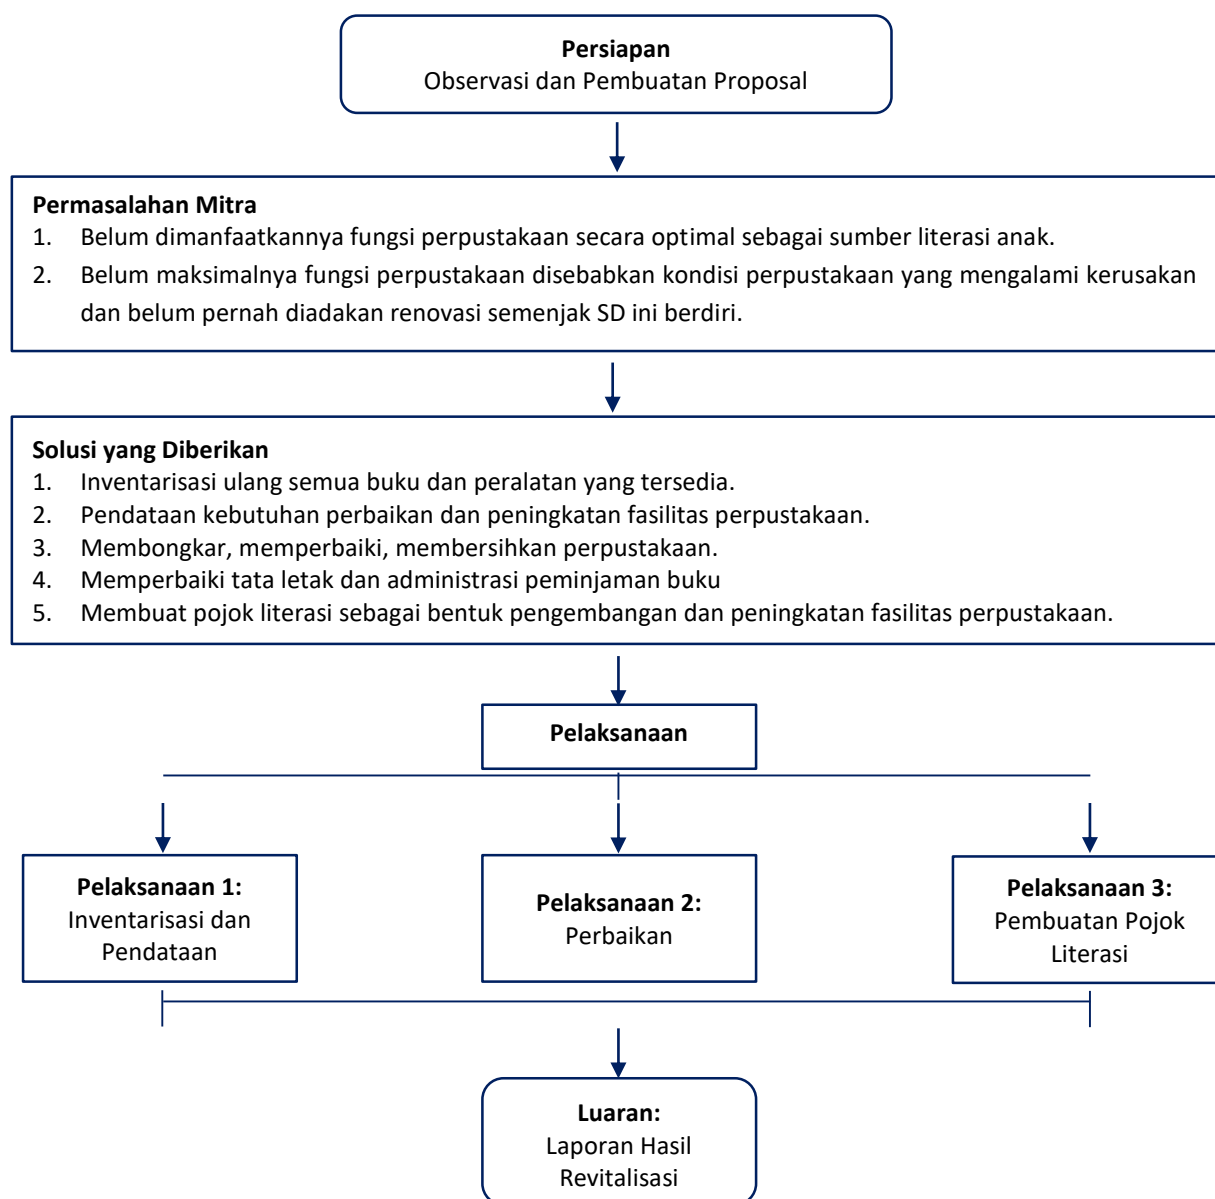 Persiapan
Observasi dan Pembuatan Proposal
Permasalahan Mitra
1. Belum dimanfaatkannya fungsi perpustakaan secara optimal sebagai sumber literasi anak.
2. Belum maksimalnya fungsi perpustakaan disebabkan kondisi perpustakaan yang mengalami kerusakan
dan belum pernah diadakan renovasi semenjak SD ini berdiri.
Solusi yang Diberikan
1. Inventarisasi ulang semua buku dan peralatan yang tersedia.
2. Pendataan kebutuhan perbaikan dan peningkatan fasilitas perpustakaan.
3. Membongkar, memperbaiki, membersihkan perpustakaan.
4. Memperbaiki tata letak dan administrasi peminjaman buku
5. Membuat pojok literasi sebagai bentuk pengembangan dan peningkatan fasilitas perpustakaan.
Pelaksanaan
Pelaksanaan 1:
Inventarisasi dan
Pendataan
Pelaksanaan 2:
Perbaikan
Pelaksanaan 3:
Pembuatan Pojok
Literasi
Luaran:
Laporan Hasil
Revitalisasi